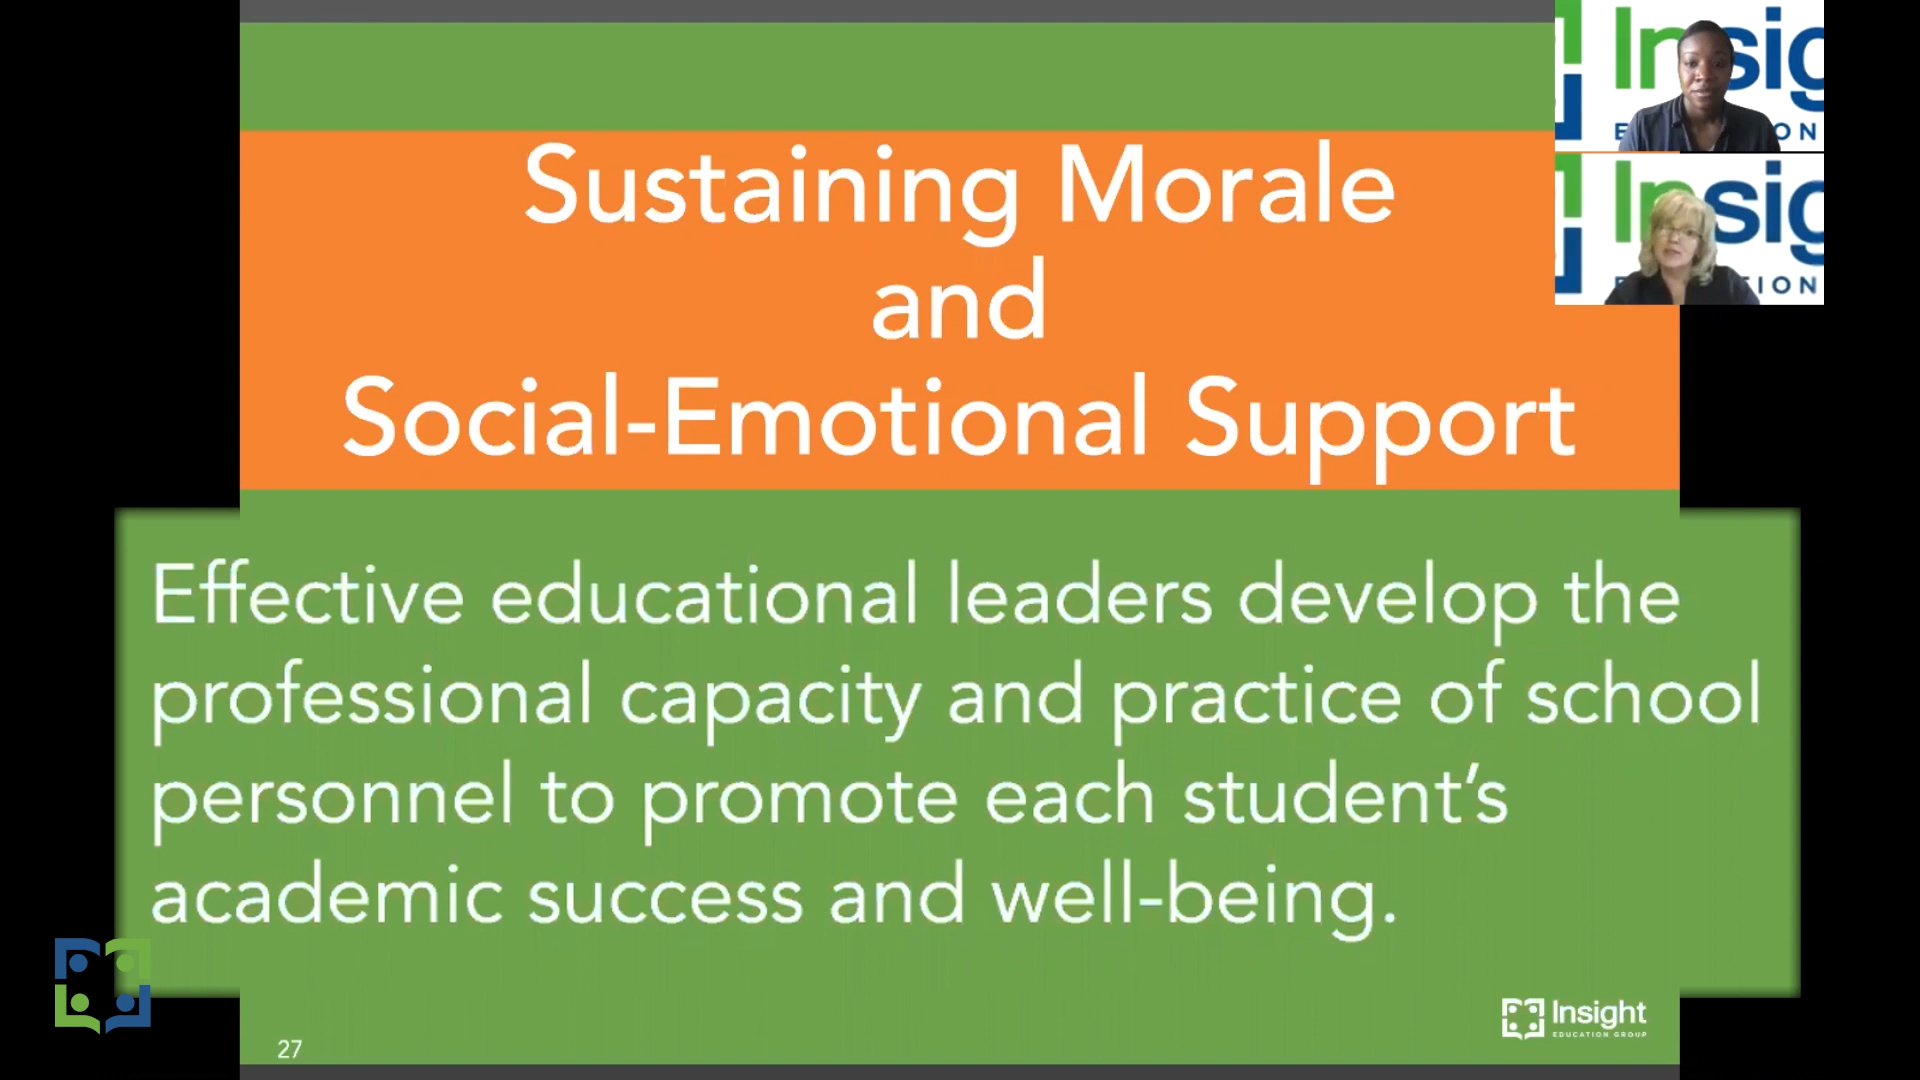 Sustaining Morale
and
Social-Emotional Support
Effective educational leaders develop the
professional capacity and practice of school
personnel to promote each student’s
academic success and well-being.
27
Insight
EDUCATION GROUP